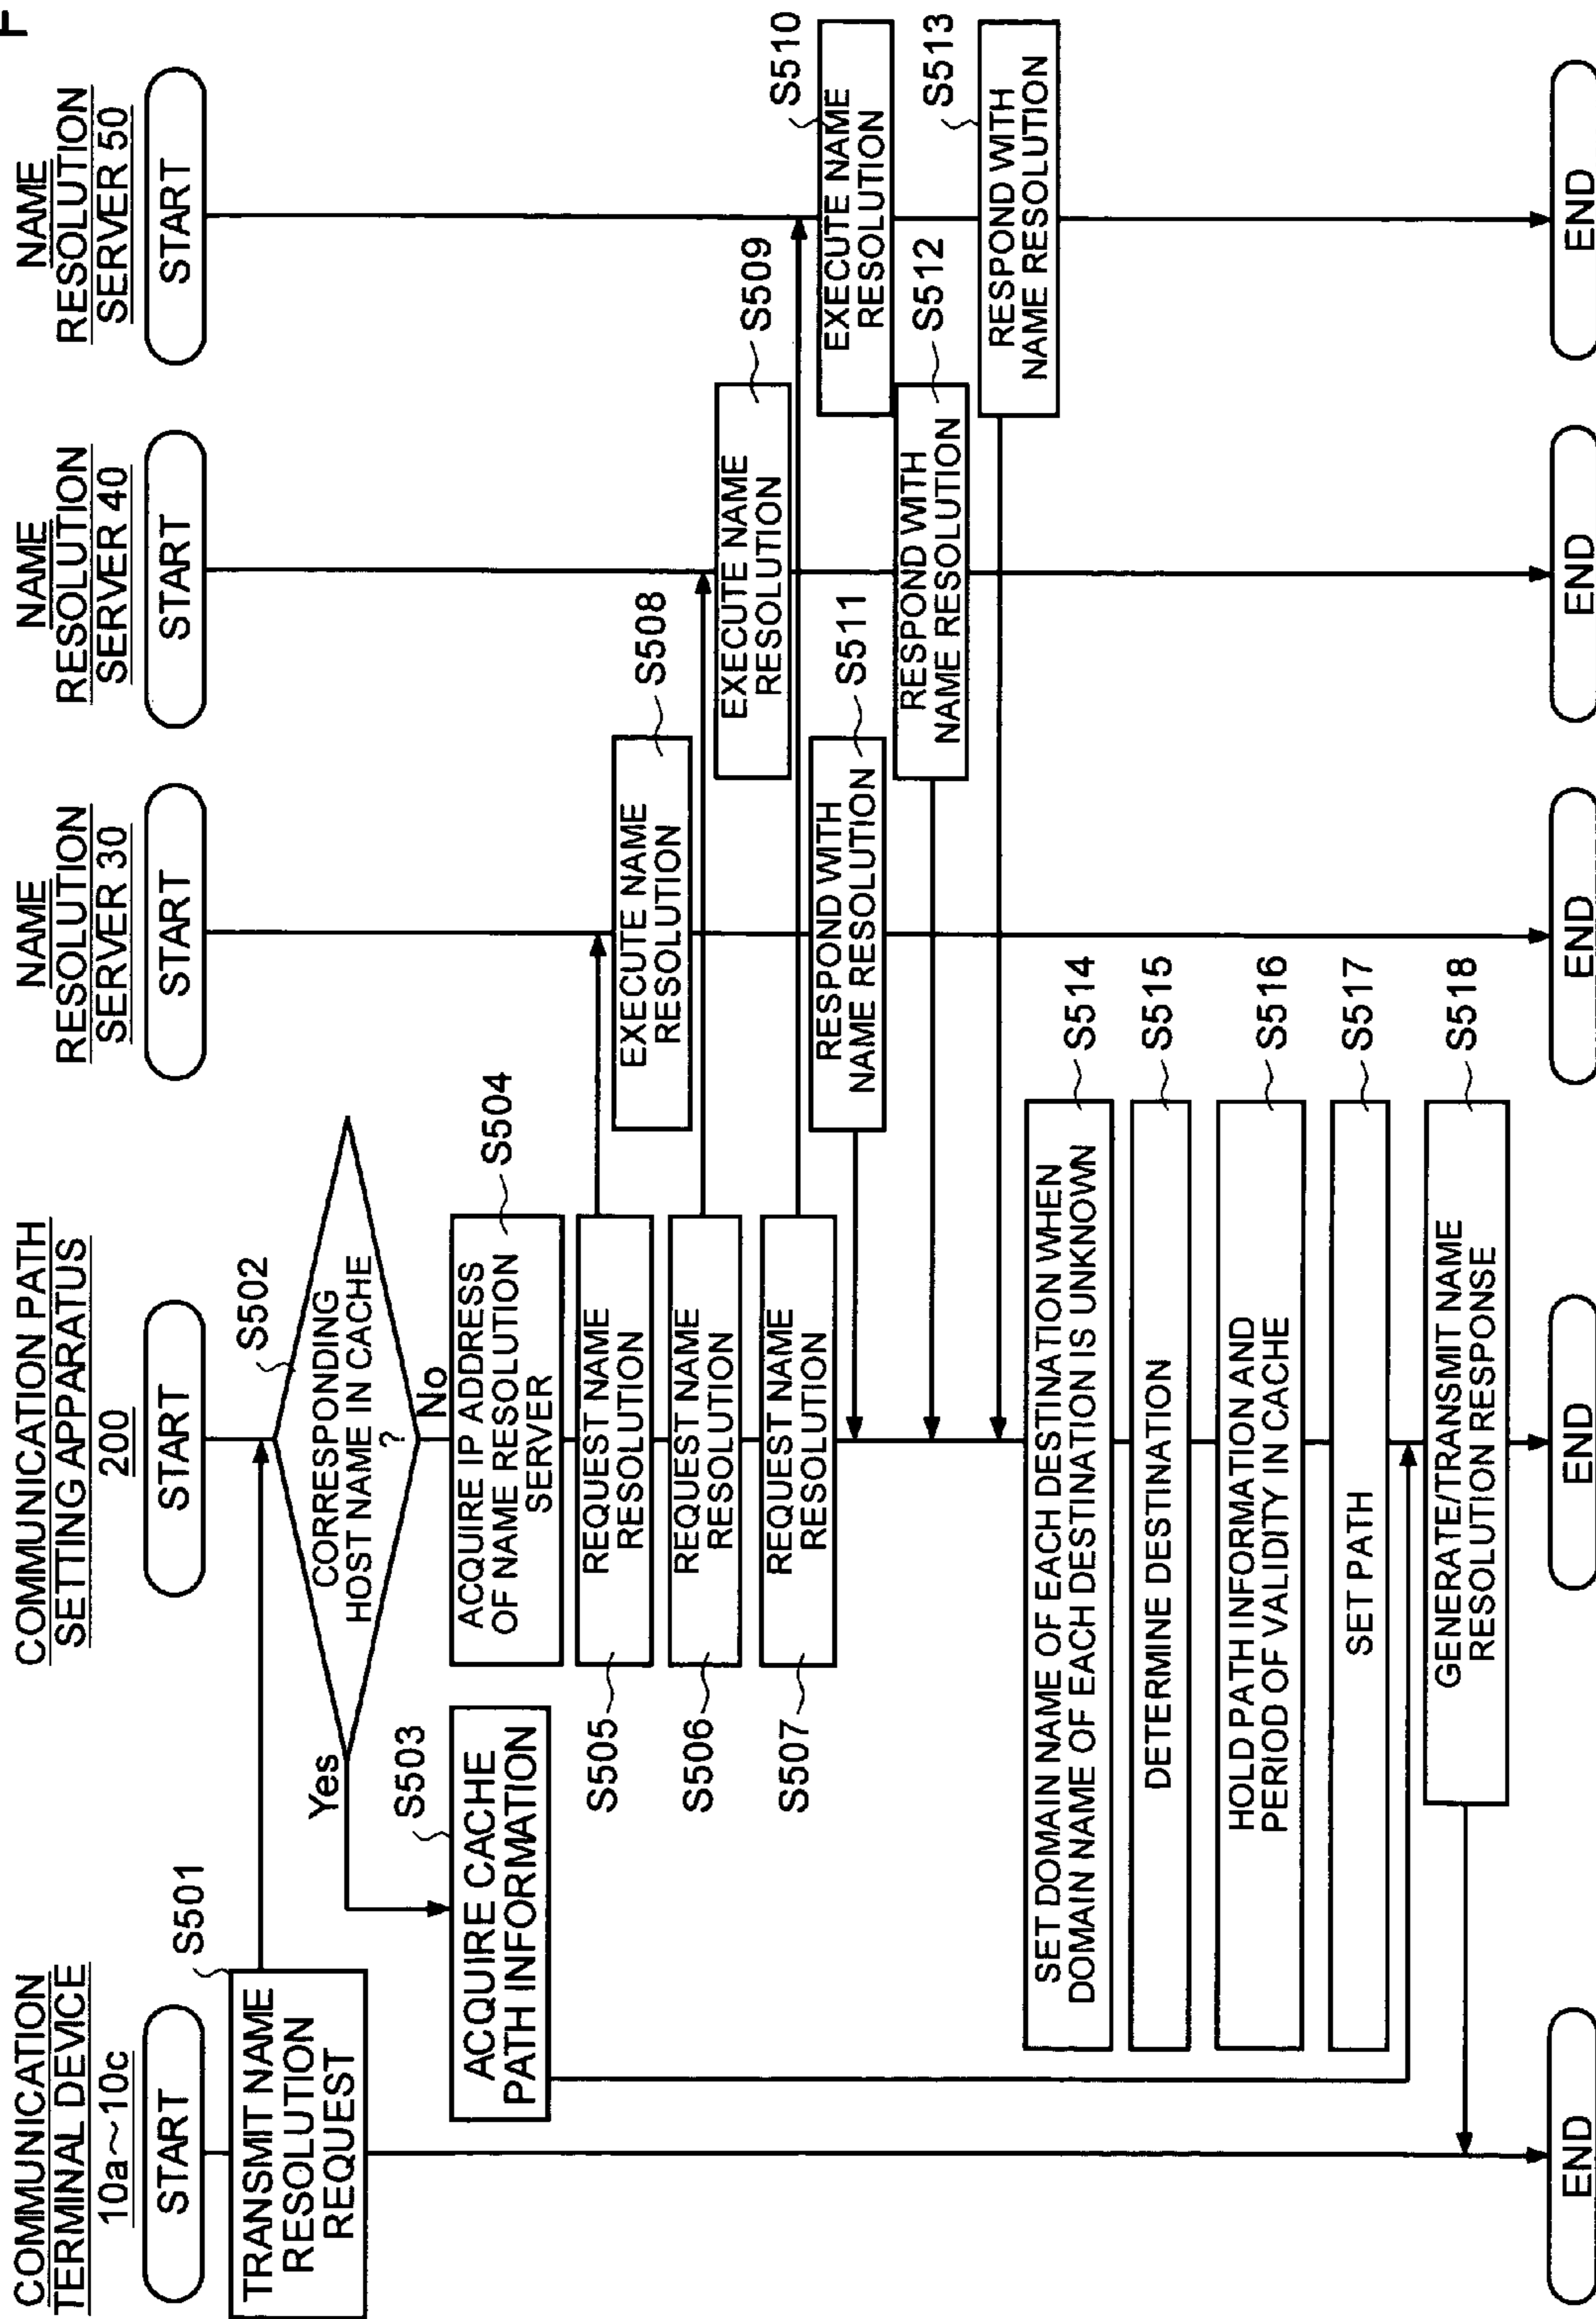 COMMUNICATION
TERMINAL DEVICE
10a~10c
START
TRANSMIT NAME
RESOLUTION
REQUEST
S501
END
COMMUNICATION PATH
SETTING APPARATUS
200
START
S502
CORRESPONDING
HOST NAME IN CACHE
?
Yes
No
S503
ACQUIRE CACHE
PATH INFORMATION
S504
ACQUIRE IP ADDRESS
OF NAME RESOLUTION
SERVER
S505
REQUEST NAME
RESOLUTION
S506
REQUEST NAME
RESOLUTION
S507
REQUEST NAME
RESOLUTION
SET DOMAIN NAME OF EACH DESTINATION WHEN
DOMAIN NAME OF EACH DESTINATION IS UNKNOWN
S514
DETERMINE DESTINATION
S515
HOLD PATH INFORMATION AND
PERIOD OF VALIDITY IN CACHE
S516
SET PATH
S517
GENERATE/TRANSMIT NAME
RESOLUTION RESPONSE
S518
END
NAME
RESOLUTION
SERVER 30
START
EXECUTE NAME
RESOLUTION
S508
RESPOND WITH
NAME RESOLUTION
S511
END
NAME
RESOLUTION
SERVER 40
START
EXECUTE NAME
RESOLUTION
S509
RESPOND WITH
NAME RESOLUTION
S512
END
NAME
RESOLUTION
SERVER 50
START
EXECUTE NAME
RESOLUTION
S510
RESPOND WITH
NAME RESOLUTION
S513
END